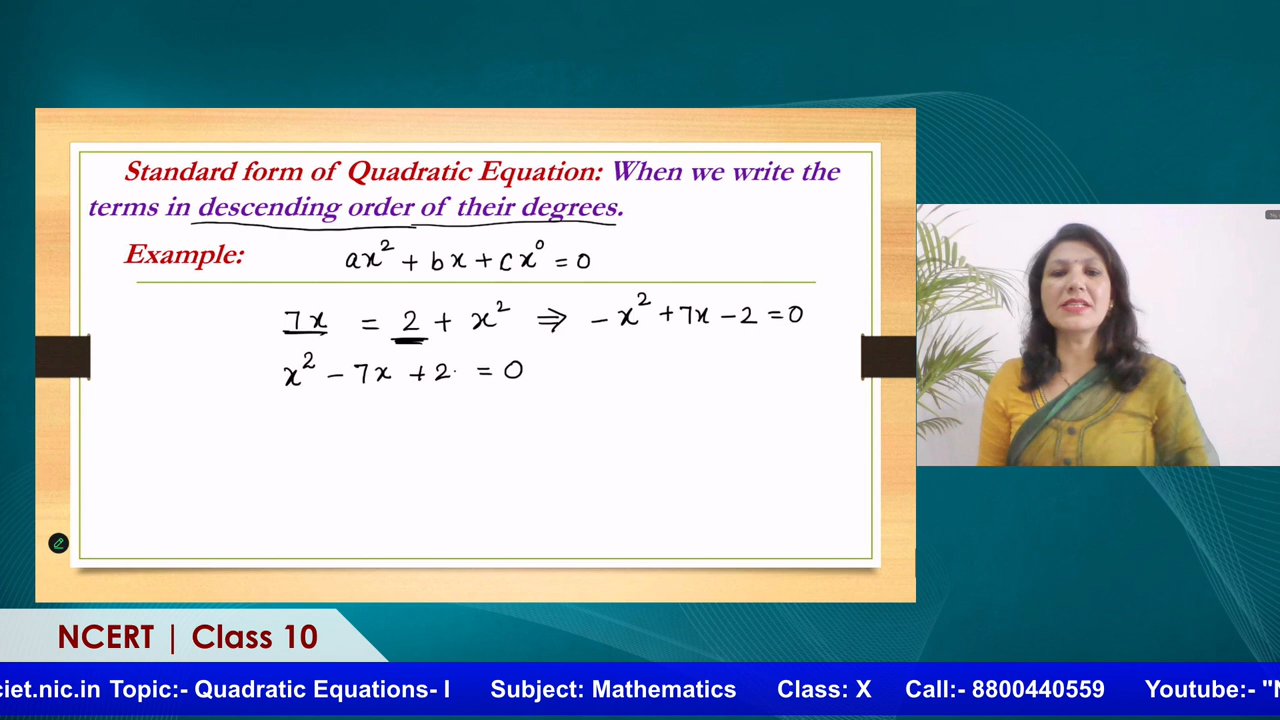 Standard form of Quadratic Equation: When we write the
terms in descending order of their degrees.
Example: ax² + bx + cx⁰ = 0
7x = 2 + x² ⇒ -x² + 7x - 2 = 0
x² - 7x + 2 = 0
NCERT | Class 10
ciet.nic.in Topic:- Quadratic Equations- I Subject: Mathematics Class: X Call:- 8800440559 Youtube:- "N